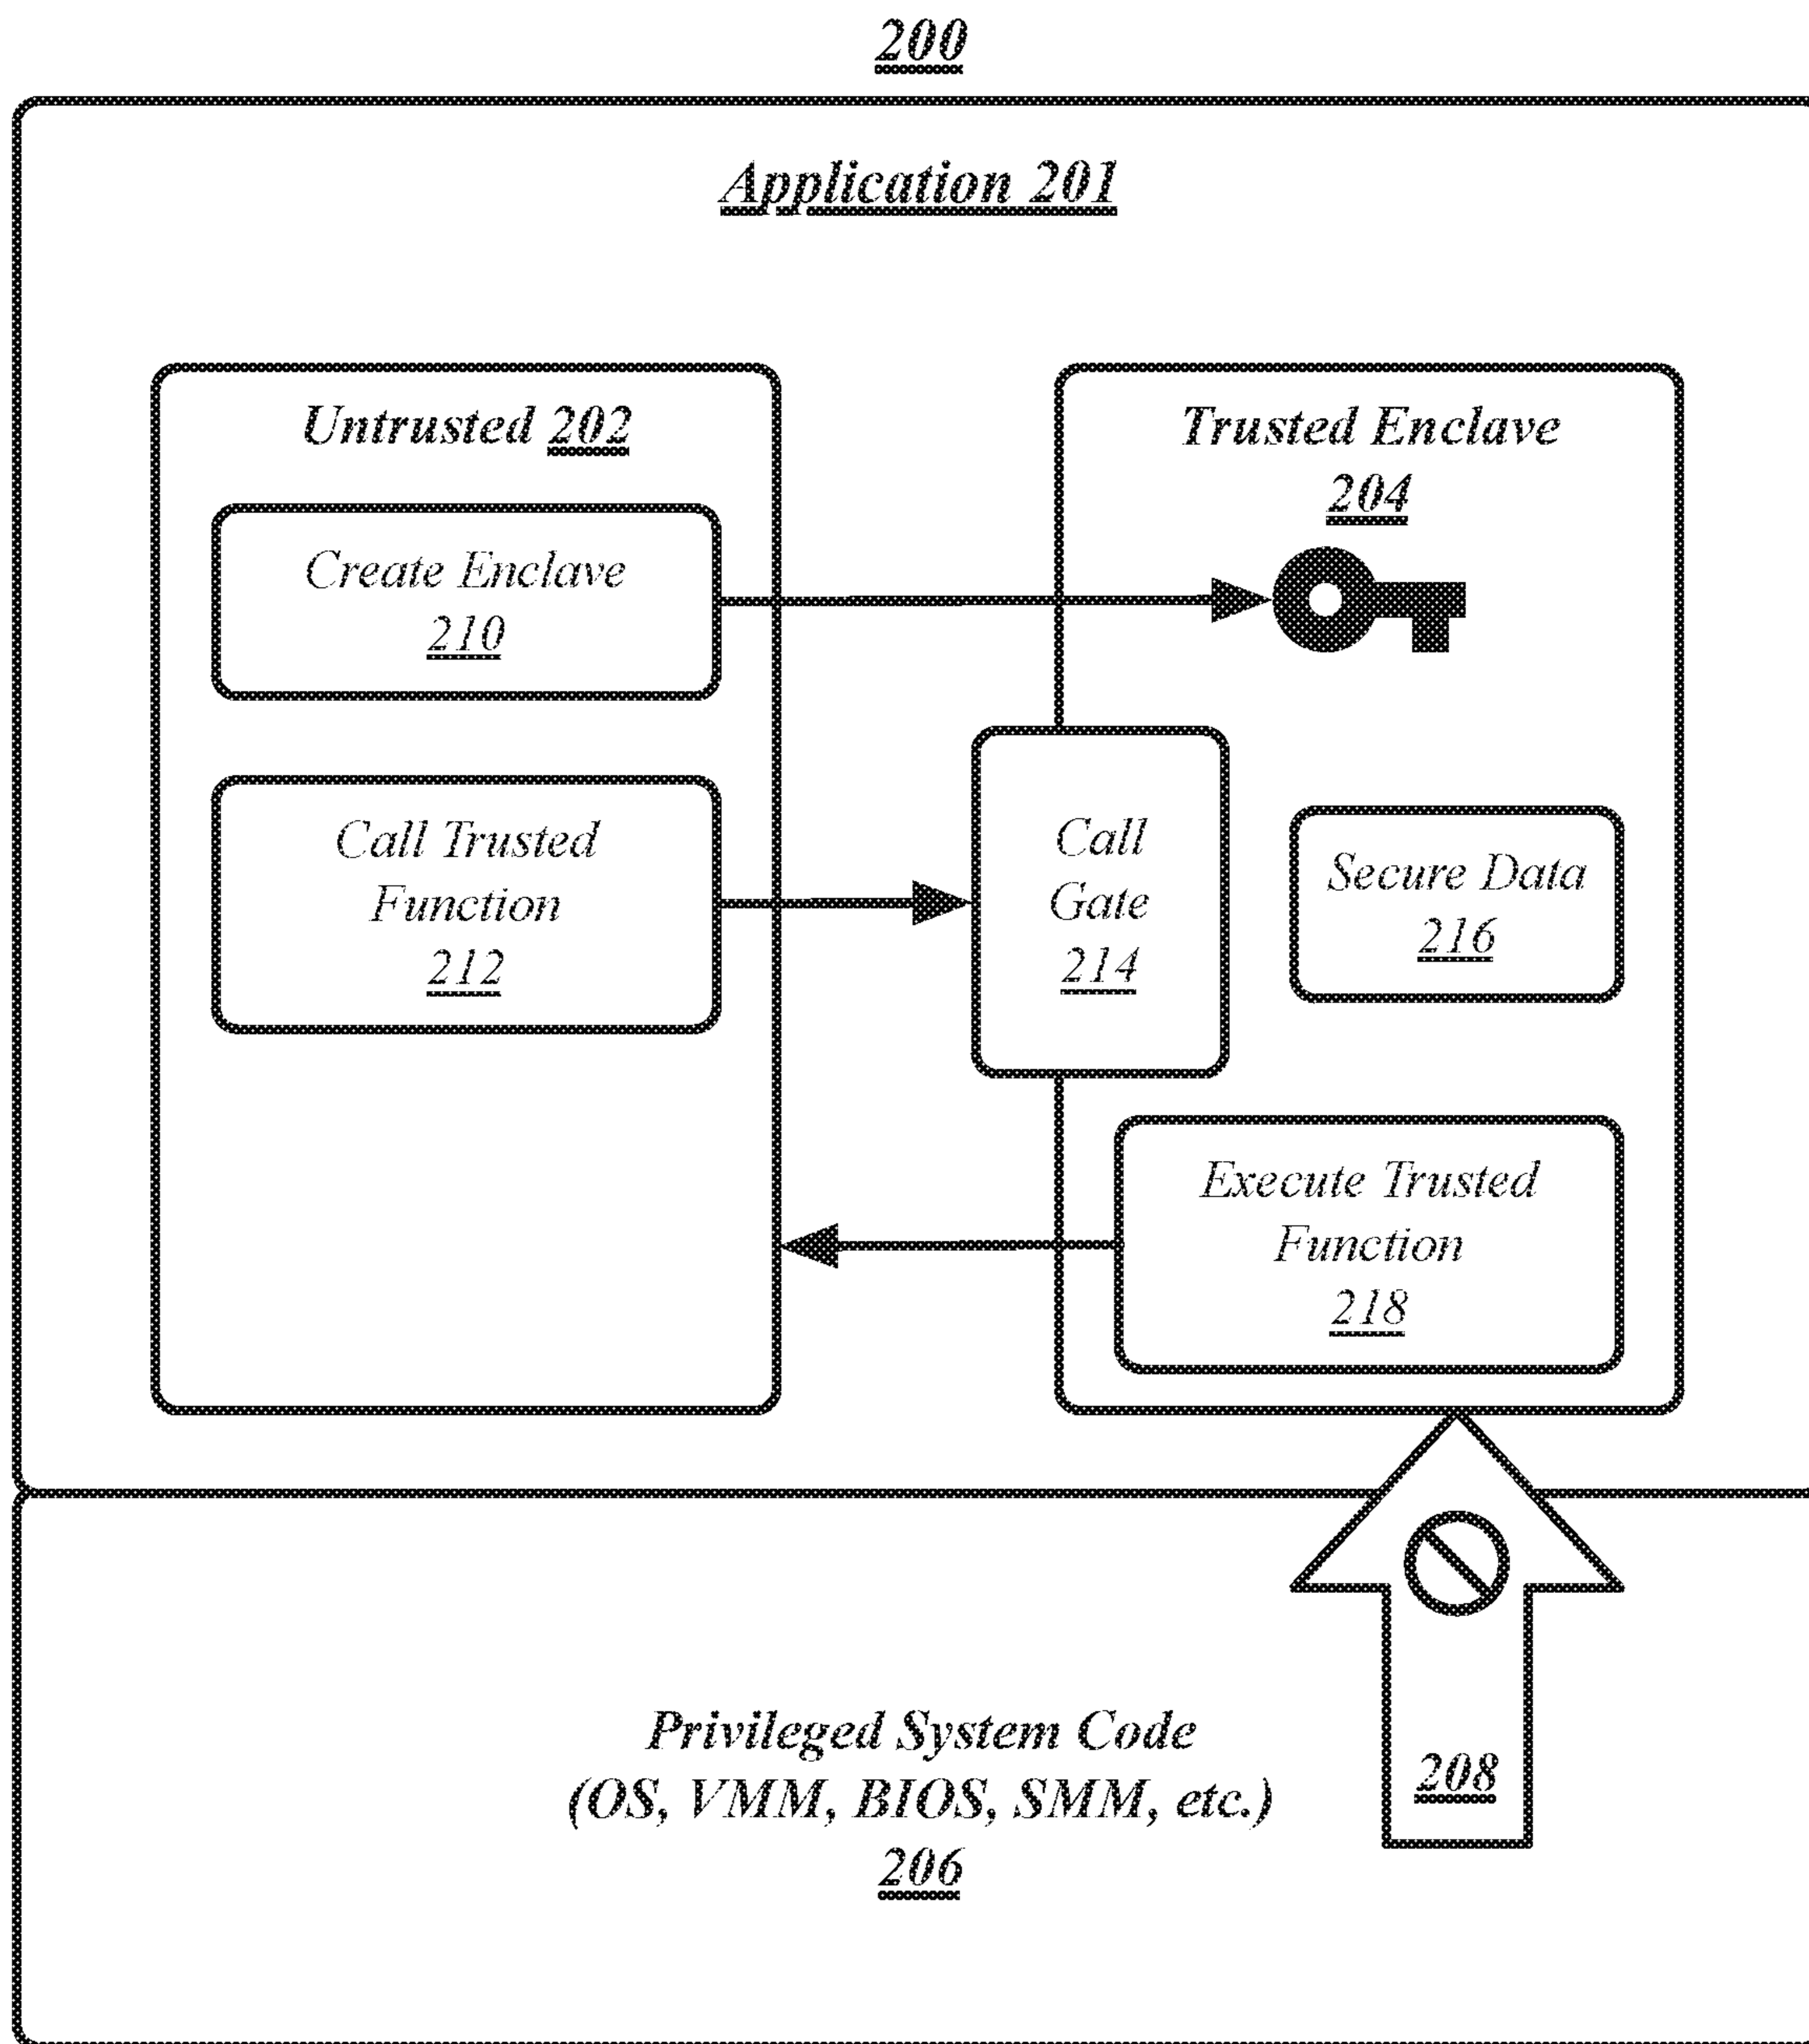 200
Application 201
Untrusted 202
Create Enclave
210
Call Trusted
Function
212
Trusted Enclave
204
Call
Gate
214
Secure Data
216
Execute Trusted
Function
218
Privileged System Code
(OS, VMM, BIOS, SMM, etc.)
206
208